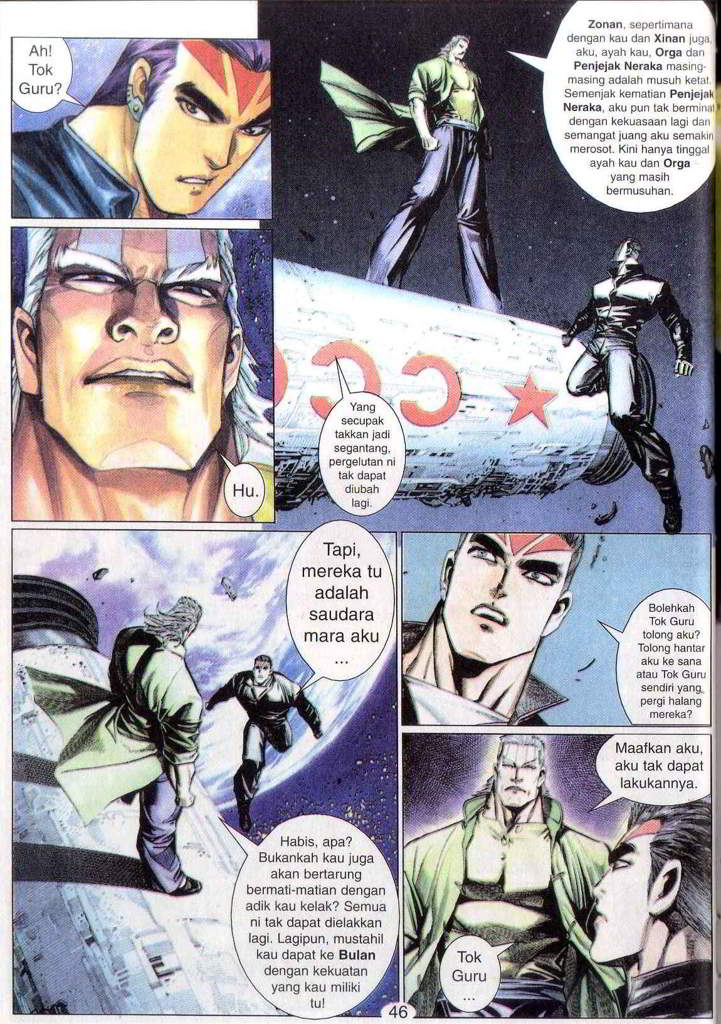 Ah!
Tok
Guru?
Zonan, sepertimana
dengan kau dan Xinan juga,
aku, ayah kau, Orga dan
Penjejak Neraka masing-
masing adalah musuh ketat.
Semenjak kematian Penjejak
Neraka, aku pun tak berminat
dengan kekuasaan lagi dan
semangat juang aku semakin
merosot. Kini hanya tinggal
ayah kau dan Orga
yang masih
bermusuhan.
Hu.
CCC
Yang
secupak
takkan jadi
segantang,
pergelutan ni
tak dapat
diubah
lagi.
Tapi,
mereka tu
adalah
saudara
mara aku
...
Habis, apa?
Bukankah kau juga
akan bertarung
bermati-matian dengan
adik kau kelak? Semua
ni tak dapat dielakkan
lagi. Lagipun, mustahil
kau dapat ke Bulan
dengan kekuatan
yang kau miliki
tu!
Bolehkah
Tok Guru
tolong aku?
Tolong hantar
aku ke sana
atau Tok Guru
sendiri yang
pergi halang
mereka?
Maafkan aku,
aku tak dapat
lakukannya.
Tok
Guru
...
46